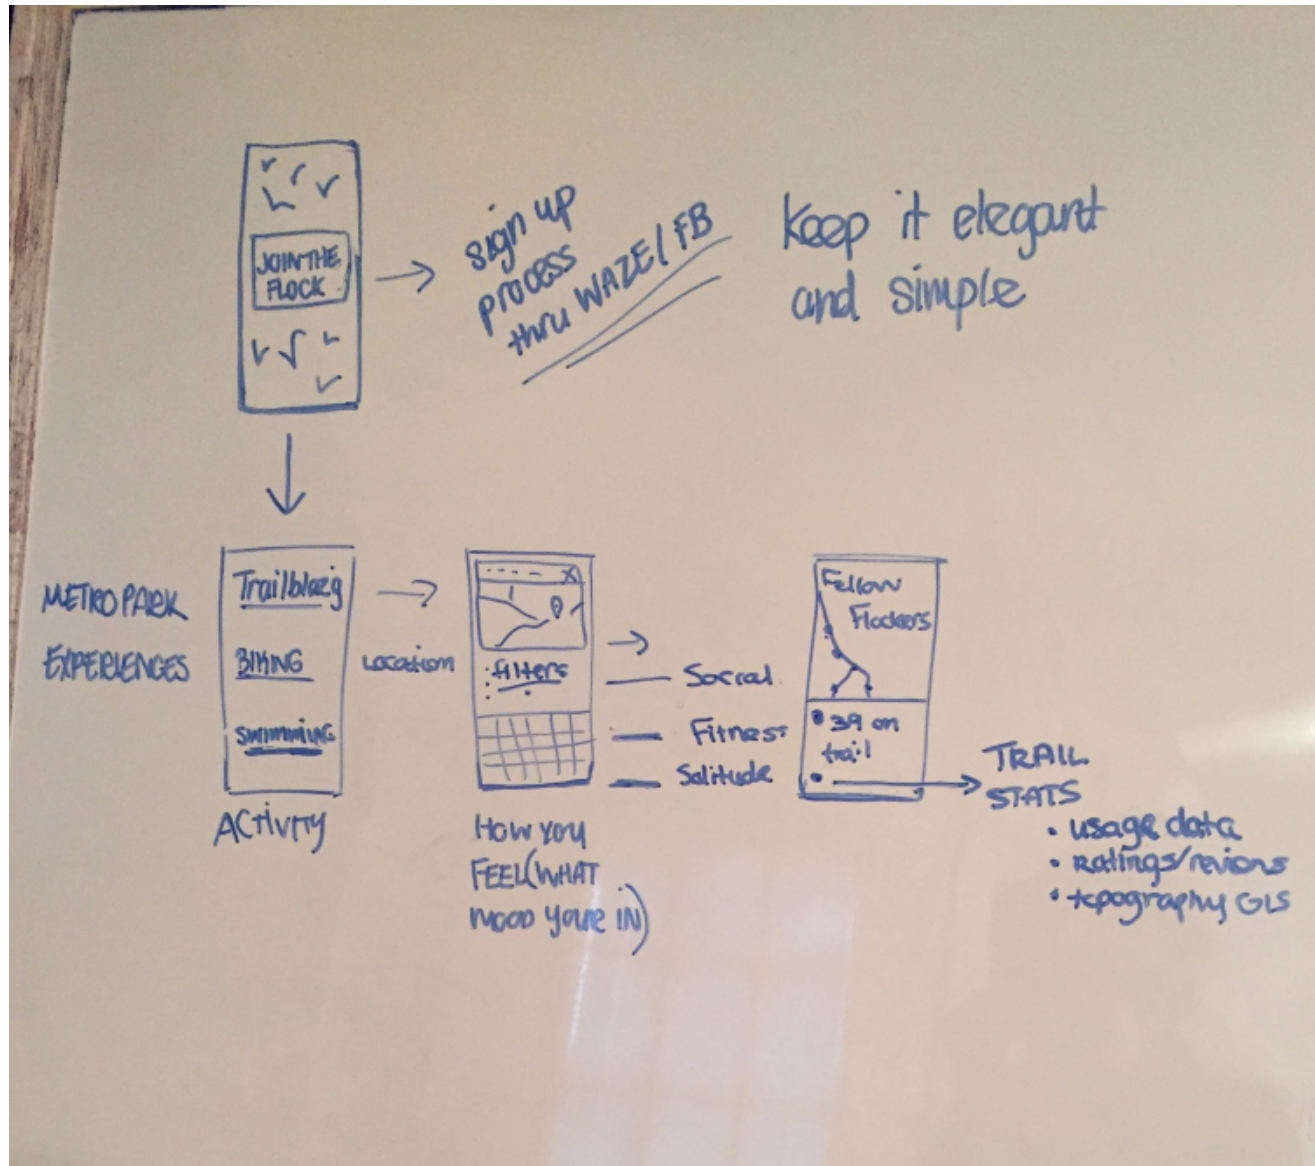 JOIN THE
FLOCK
sign up
process
thru WAZE/FB
Keep it elegant
and simple
METRO PARK
EXPERIENCES
Trailblazig
BIKING
SWIMMING
ACTIVITY
LOCATION
X
filters
HOW YOU
FEEL (WHAT
MOOD YOURE IN)
Social
Fitness
Solitude
Fellow
Flockers
39 on
trail
TRAIL
STATS
• usage data
• Ratings/reviews
• topography GIS